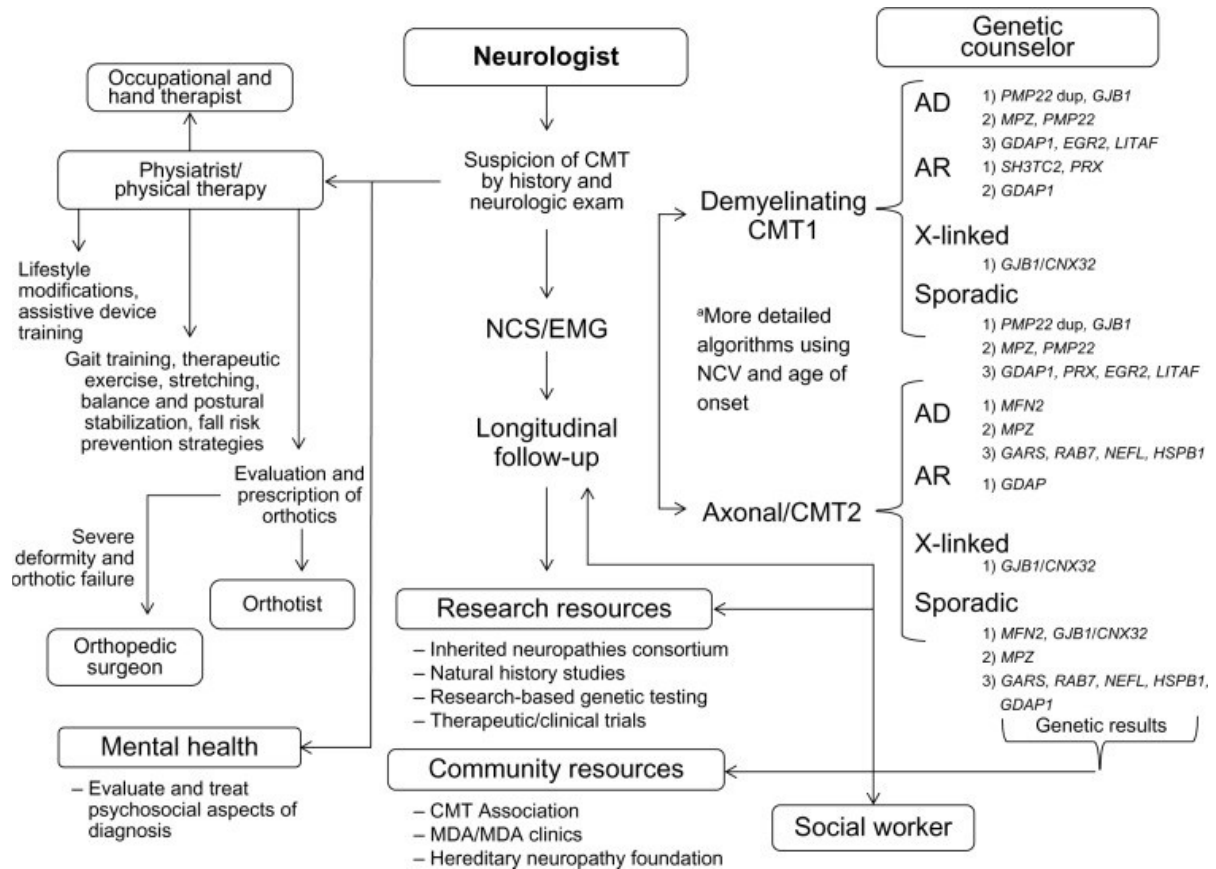 Neurologist
Genetic
counselor
Occupational and
hand therapist
Physiatrist/
physical therapy
Suspicion of CMT
by history and
neurologic exam
Lifestyle
modifications,
assistive device
training
Gait training, therapeutic
exercise, stretching,
balance and postural
stabilization, fall risk
prevention strategies
Evaluation and
prescription of
orthotics
Severe
deformity and
orthotic failure
Orthotist
Orthopedic
surgeon
Mental health
– Evaluate and treat
psychosocial aspects of
diagnosis
NCS/EMG
Longitudinal
follow-up
Research resources
– Inherited neuropathies consortium
– Natural history studies
– Research-based genetic testing
– Therapeutic/clinical trials
Community resources
– CMT Association
– MDA/MDA clinics
– Hereditary neuropathy foundation
Social worker
Demyelinating
CMT1
ᵃMore detailed
algorithms using
NCV and age of
onset
Axonal/CMT2
AD
1) PMP22 dup, GJB1
2) MPZ, PMP22
3) GDAP1, EGR2, LITAF
AR
1) SH3TC2, PRX
2) GDAP1
X-linked
1) GJB1/CNX32
Sporadic
1) PMP22 dup, GJB1
2) MPZ, PMP22
3) GDAP1, PRX, EGR2, LITAF
AD
1) MFN2
2) MPZ
3) GARS, RAB7, NEFL, HSPB1
AR
1) GDAP
X-linked
1) GJB1/CNX32
Sporadic
1) MFN2, GJB1/CNX32
2) MPZ
3) GARS, RAB7, NEFL, HSPB1,
GDAP1
Genetic results